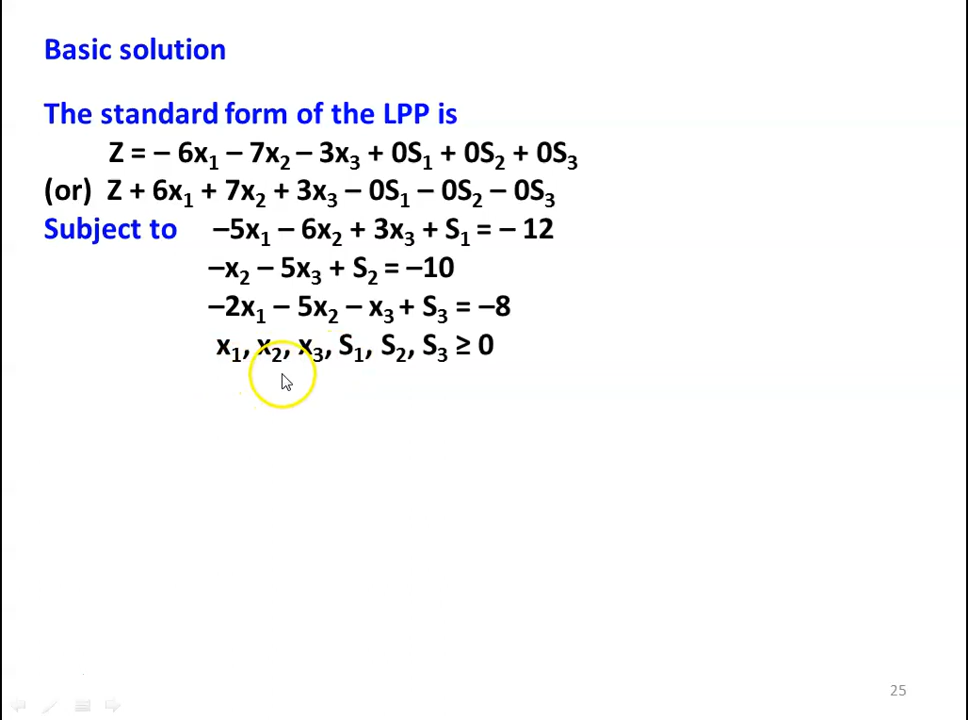 Basic solution
The standard form of the LPP is
Z = – 6x₁ – 7x₂ – 3x₃ + 0S₁ + 0S₂ + 0S₃
(or) Z + 6x₁ + 7x₂ + 3x₃ – 0S₁ – 0S₂ – 0S₃
Subject to –5x₁ – 6x₂ + 3x₃ + S₁ = – 12
–x₂ – 5x₃ + S₂ = –10
–2x₁ – 5x₂ – x₃ + S₃ = –8
x₁, x₂, x₃, S₁, S₂, S₃ ≥ 0
25